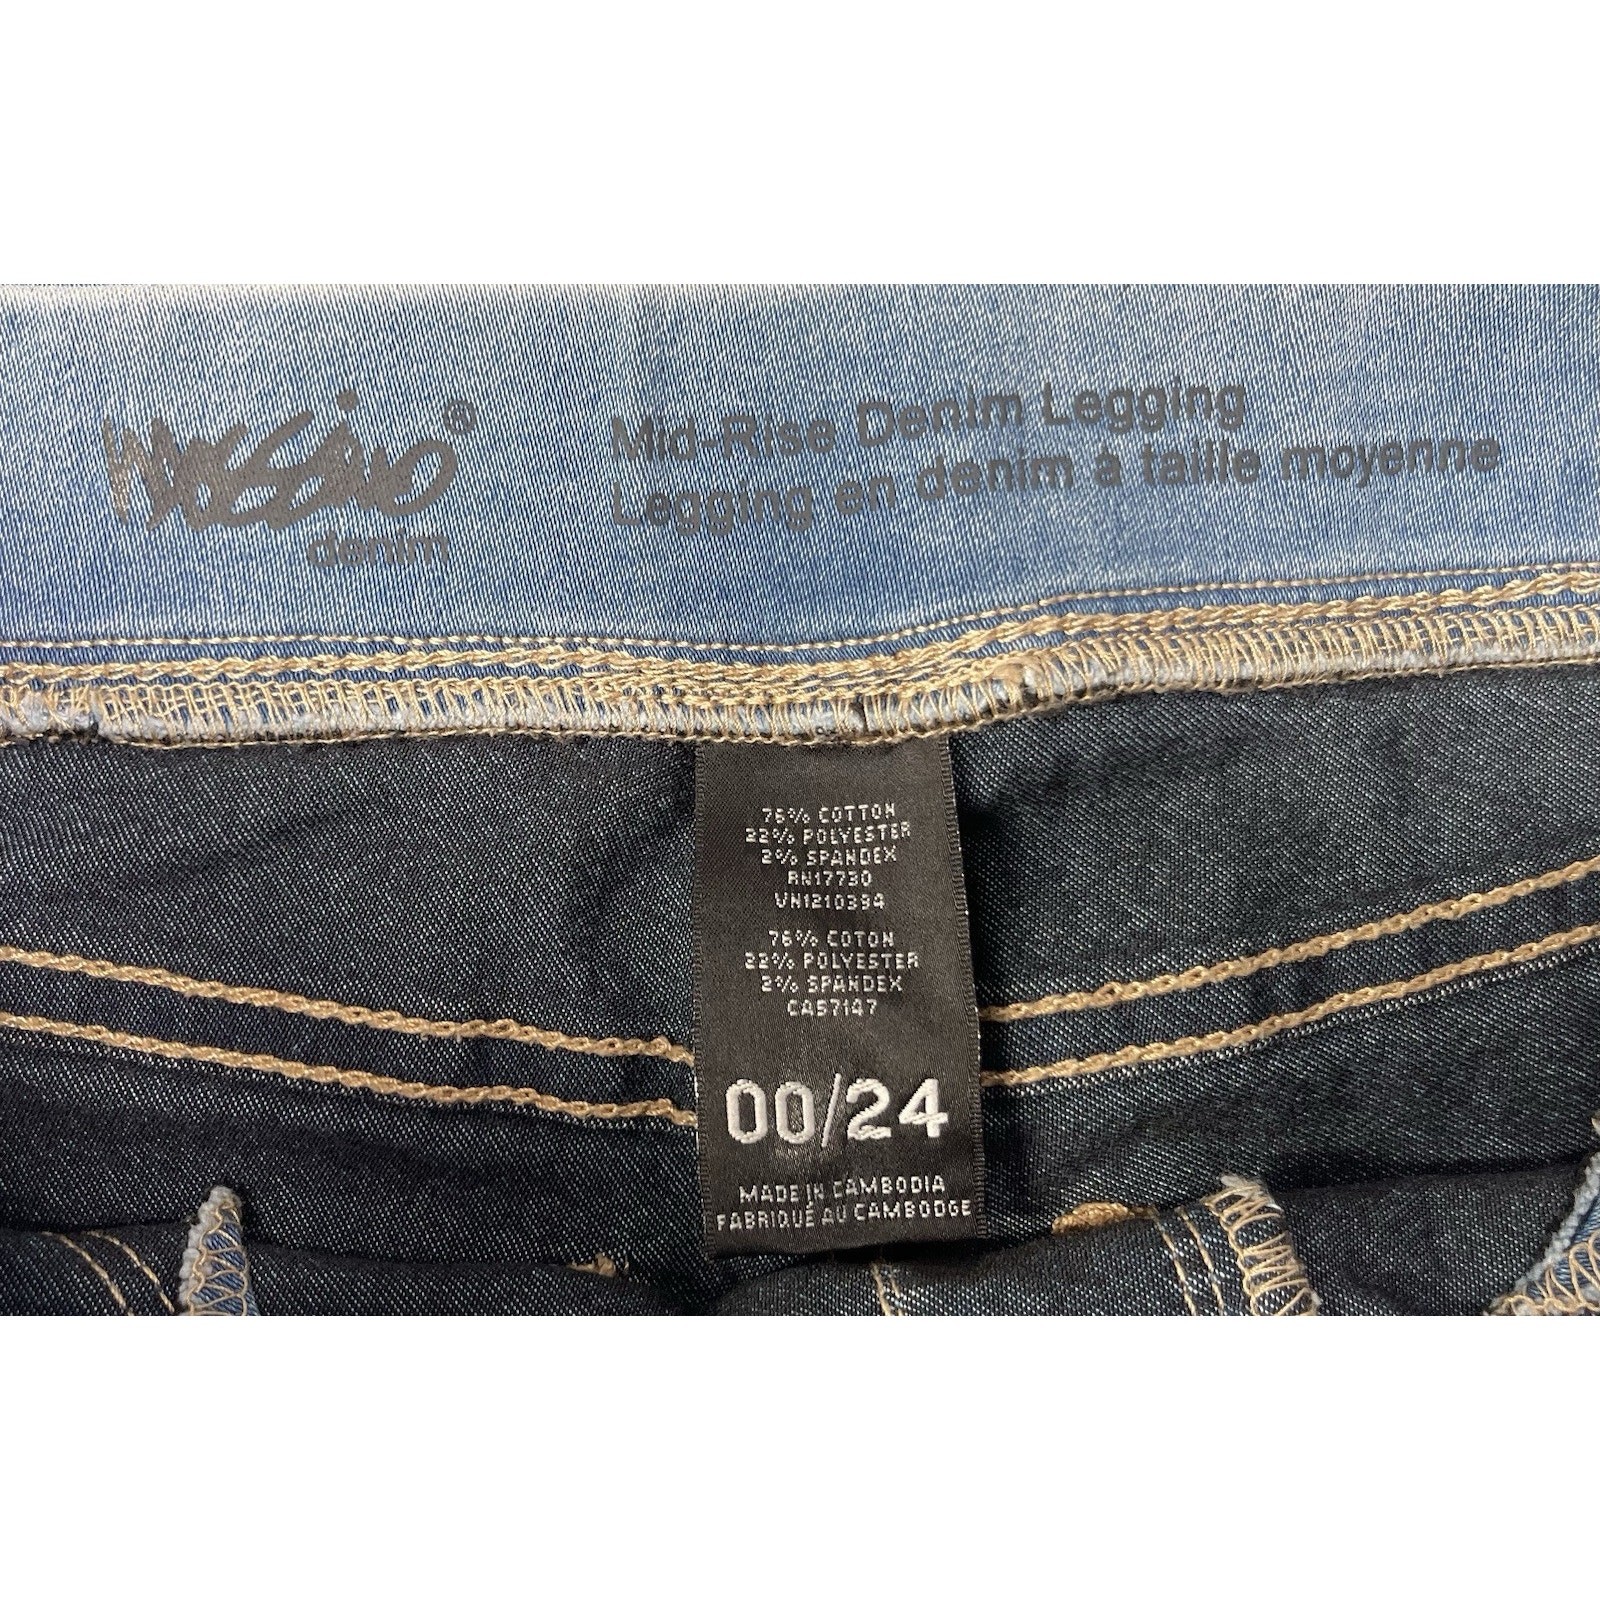 Mossimo®
denim
Mid-Rise Denim Legging
Legging en denim à taille moyenne
76% COTTON
22% POLYESTER
2% SPANDEX
RN17730
VN1210394
76% COTON
22% POLYESTER
2% SPANDEX
CA57147
00/24
MADE IN CAMBODIA
FABRIQUÉ AU CAMBODGE